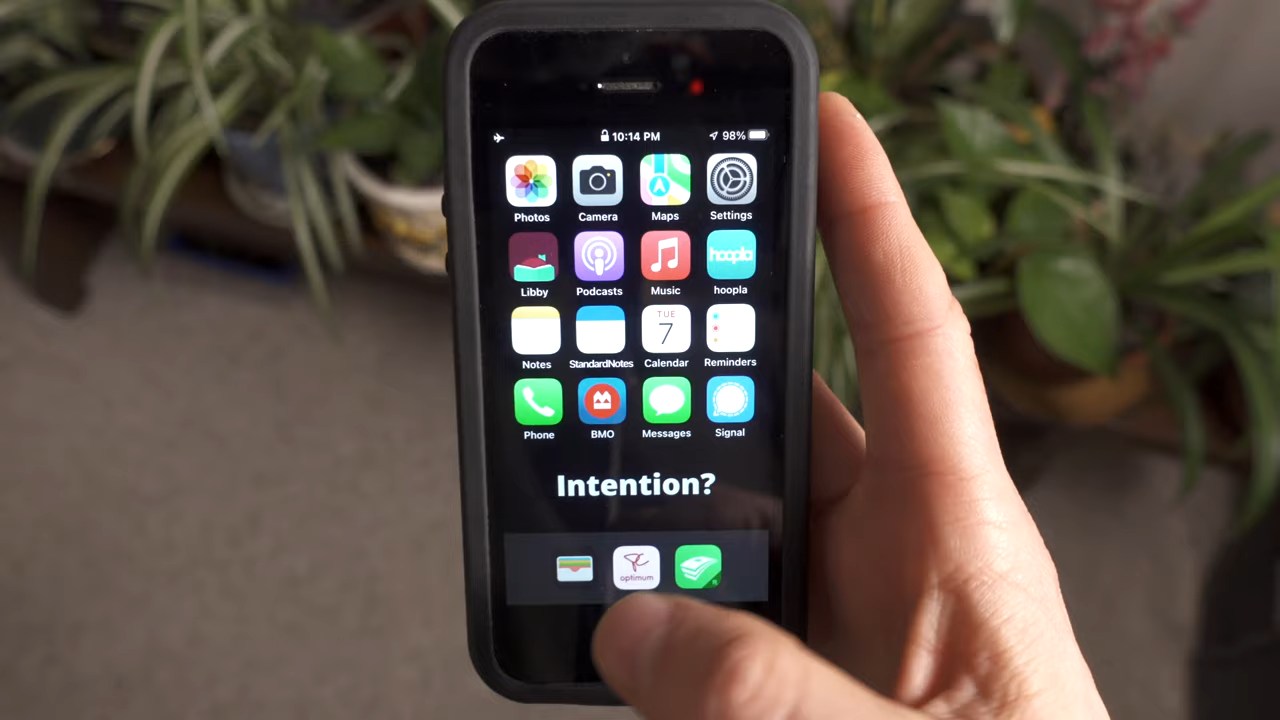 10:14 PM 98%
Photos Camera Maps Settings
hoopla
Libby Podcasts Music hoopla
TUE
7
Notes StandardNotes Calendar Reminders
Phone BMO Messages Signal
Intention?
PC
optimum